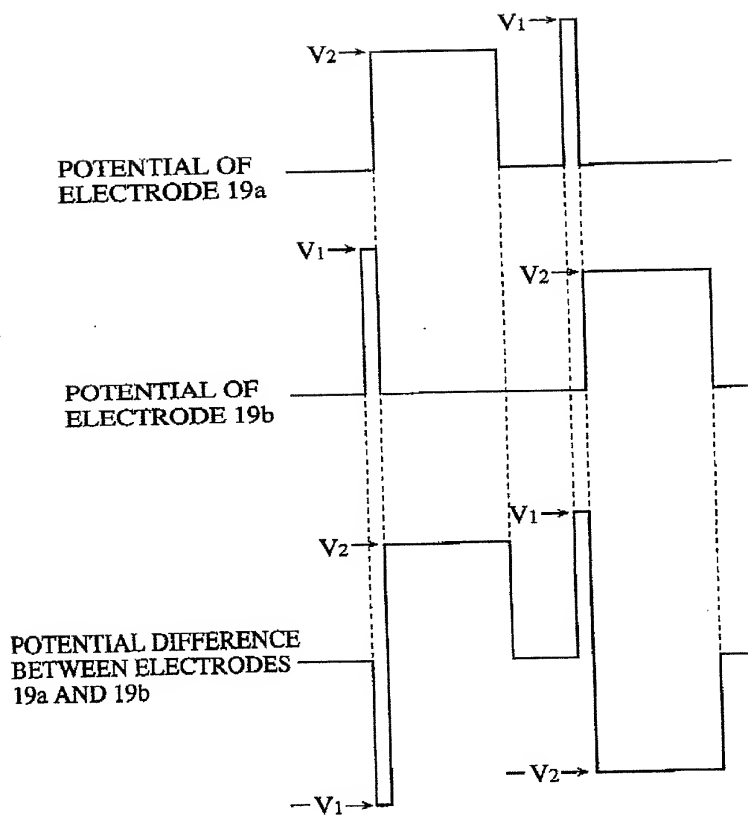 V1
V2
POTENTIAL OF
ELECTRODE 19a
V1
V2
POTENTIAL OF
ELECTRODE 19b
V1
V2
POTENTIAL DIFFERENCE
BETWEEN ELECTRODES
19a AND 19b
— V2
— V1